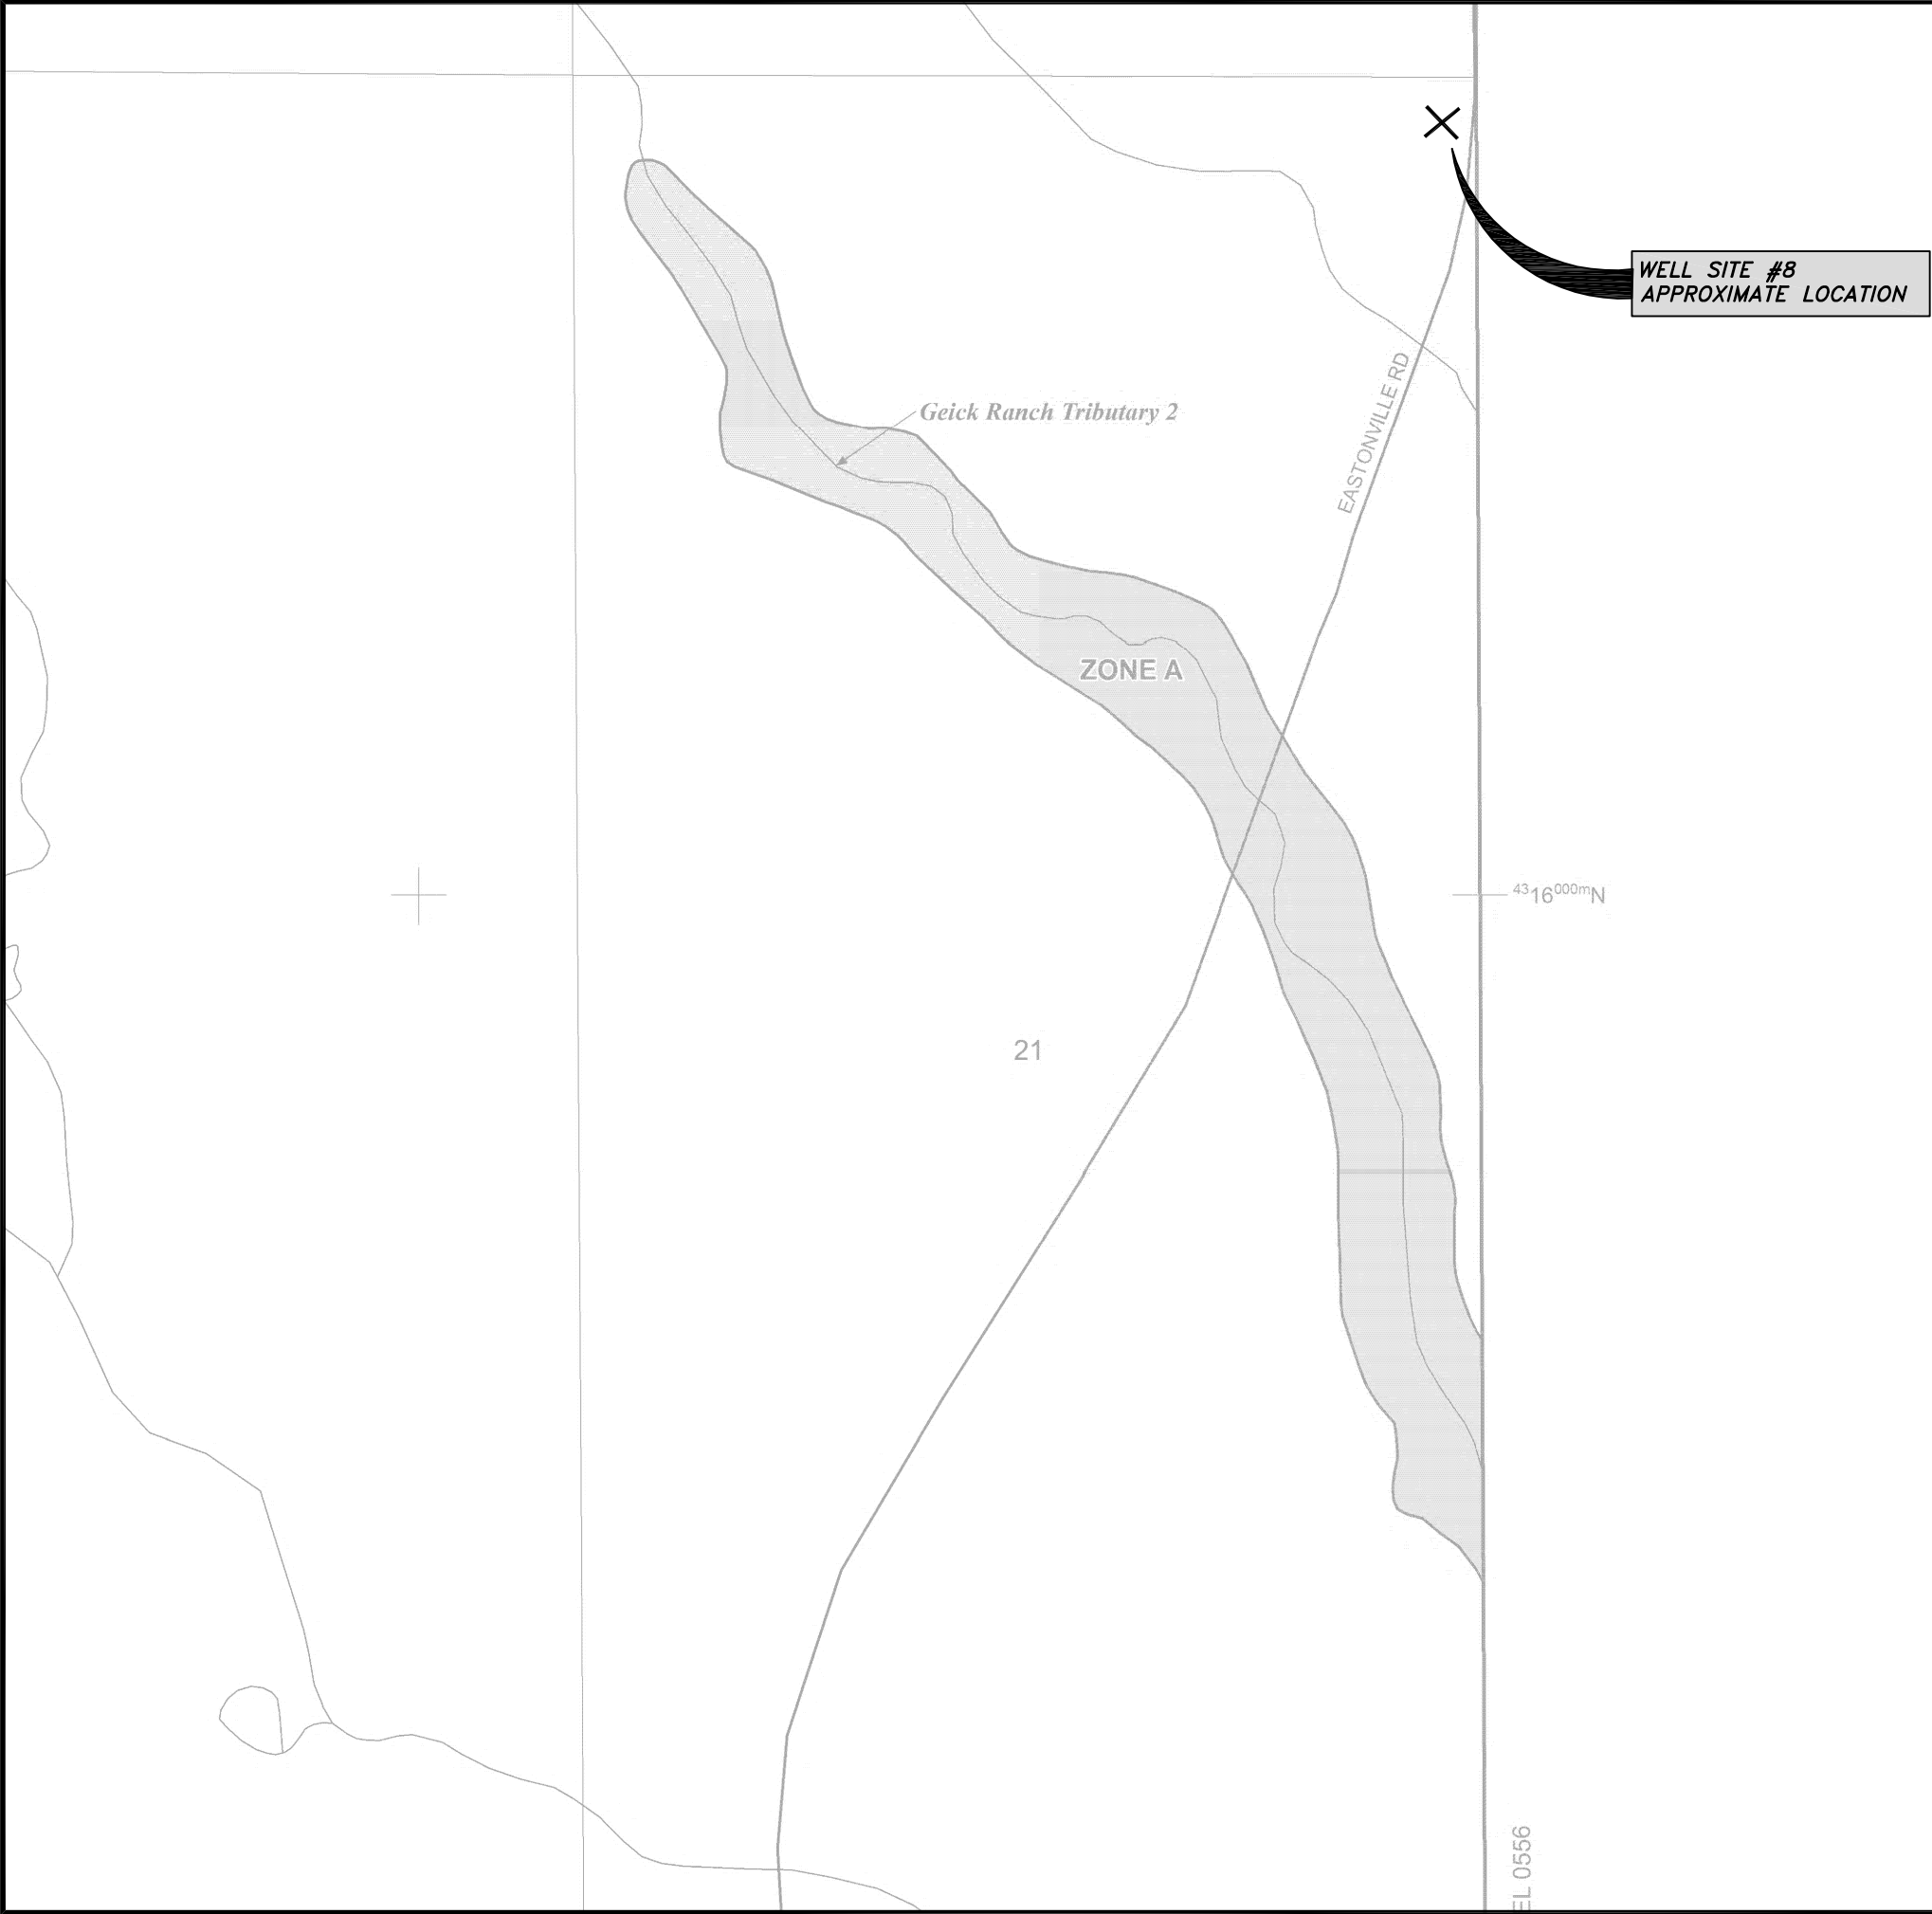 WELL SITE #8
APPROXIMATE LOCATION
EASTONVILLE RD
Geick Ranch Tributary 2
ZONE A
4316000mN
21
EL 0556